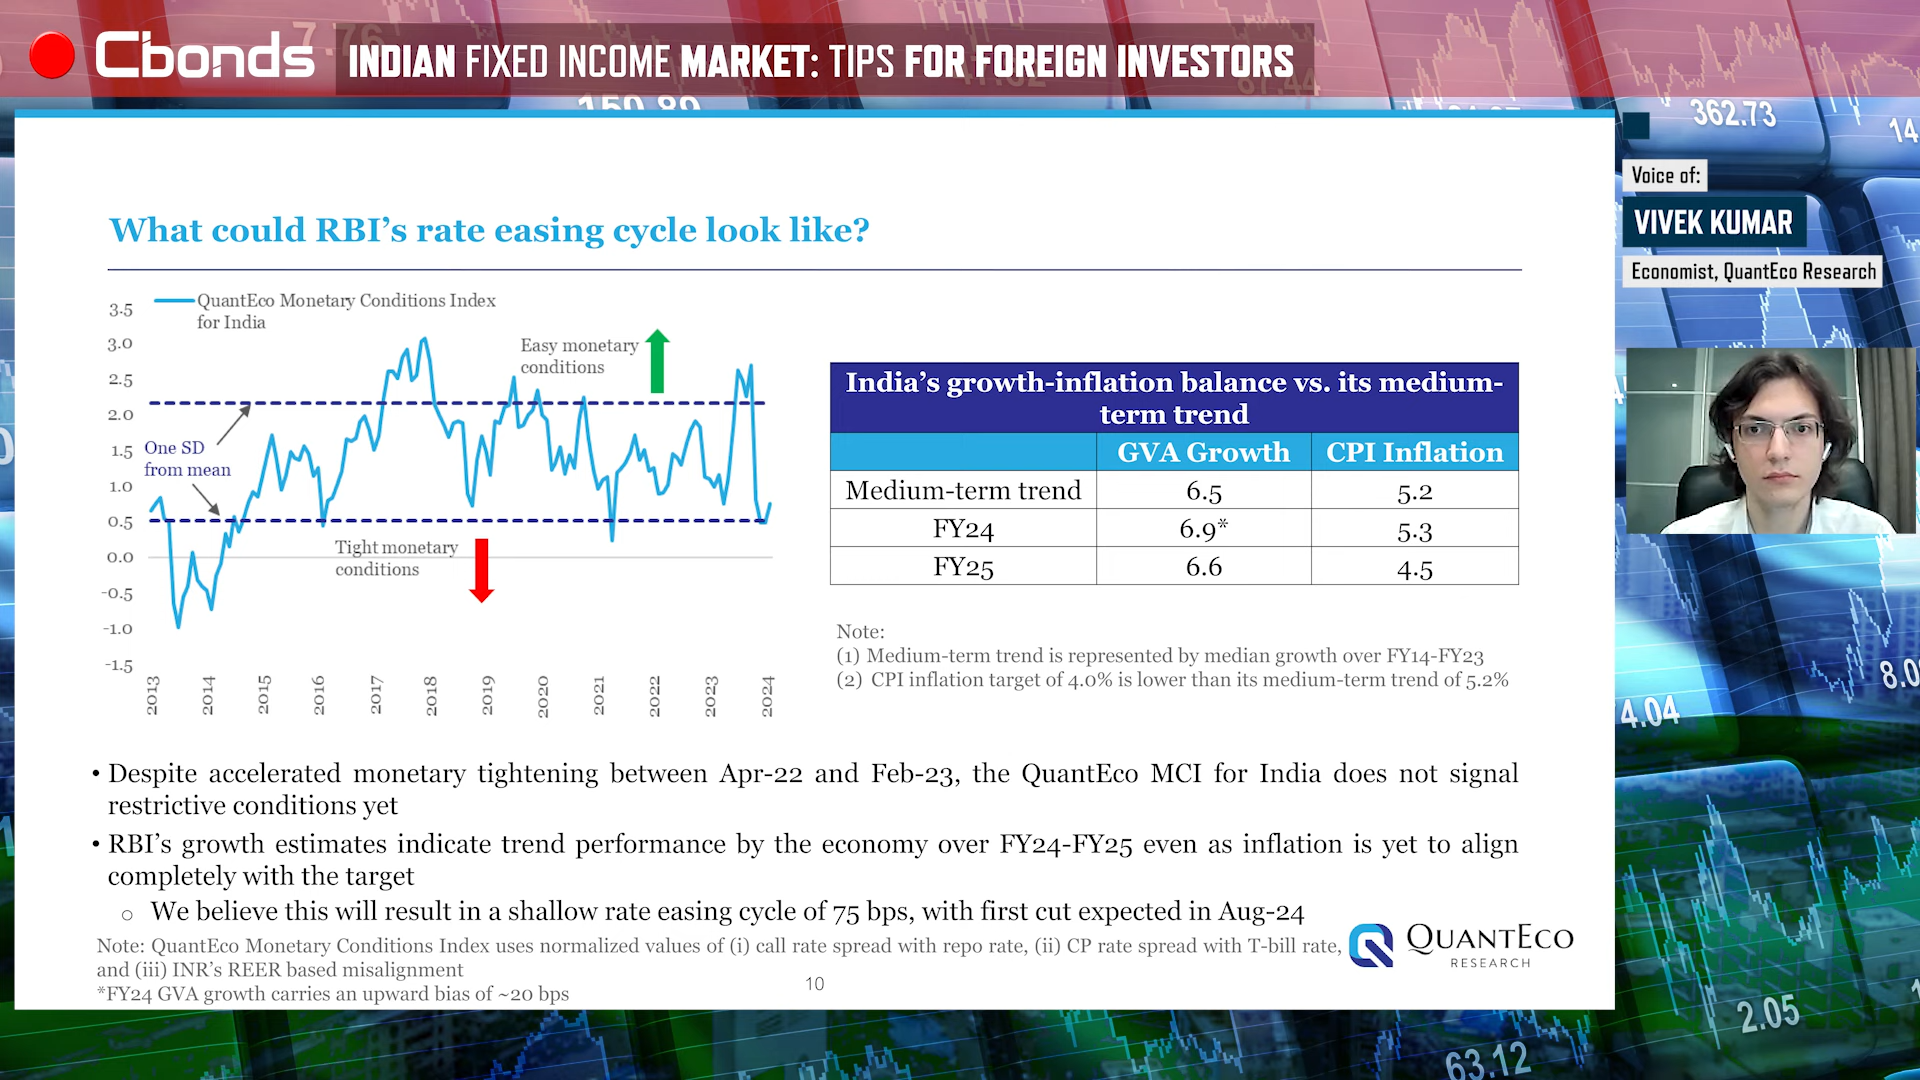 Cbonds
INDIAN FIXED INCOME MARKET: TIPS FOR FOREIGN INVESTORS
362.73
14
Voice of:
VIVEK KUMAR
Economist, QuantEco Research
What could RBI’s rate easing cycle look like?
QuantEco Monetary Conditions Index
for India
3.5
3.0
2.5
2.0
1.5
1.0
0.5
0.0
-0.5
-1.0
-1.5
Easy monetary
conditions
One SD
from mean
Tight monetary
conditions
2013 2014 2015 2016 2017 2018 2019 2020 2021 2022 2023 2024
India’s growth-inflation balance vs. its medium-
term trend
GVA Growth CPI Inflation
Medium-term trend 6.5 5.2
FY24 6.9* 5.3
FY25 6.6 4.5
Note:
(1) Medium-term trend is represented by median growth over FY14-FY23
(2) CPI inflation target of 4.0% is lower than its medium-term trend of 5.2%
• Despite accelerated monetary tightening between Apr-22 and Feb-23, the QuantEco MCI for India does not signal
restrictive conditions yet
• RBI’s growth estimates indicate trend performance by the economy over FY24-FY25 even as inflation is yet to align
completely with the target
○ We believe this will result in a shallow rate easing cycle of 75 bps, with first cut expected in Aug-24
Note: QuantEco Monetary Conditions Index uses normalized values of (i) call rate spread with repo rate, (ii) CP rate spread with T-bill rate,
and (iii) INR’s REER based misalignment
*FY24 GVA growth carries an upward bias of ~20 bps
10
QUANTECO
RESEARCH
4.04
8.0
2.05
63.12